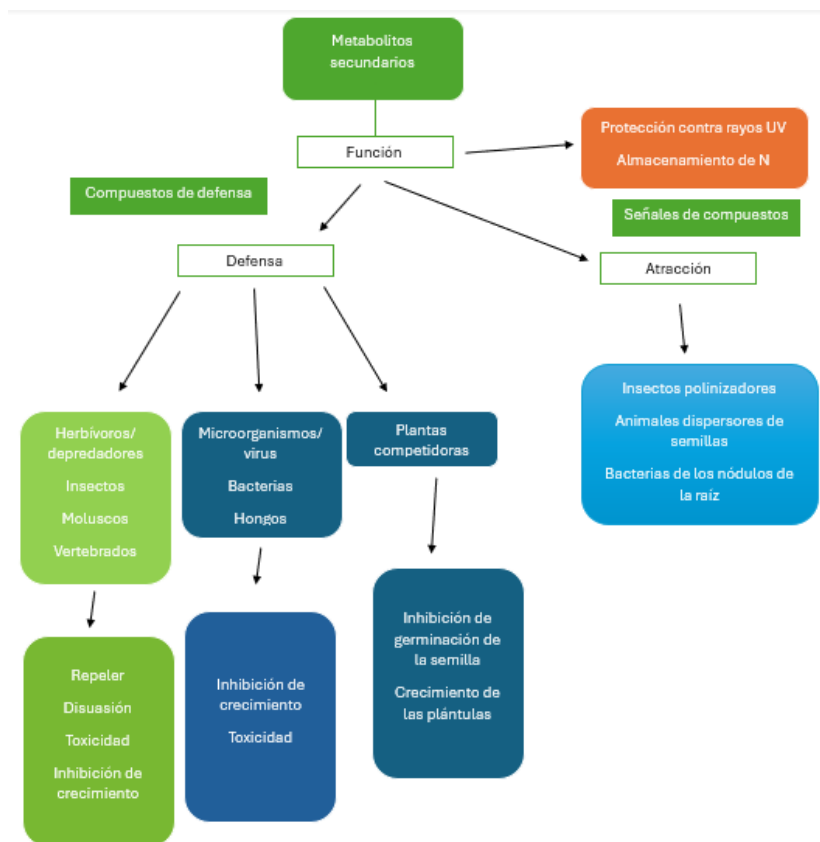 Metabolitos
secundarios
Función
Protección contra rayos UV
Almacenamiento de N
Compuestos de defensa
Señales de compuestos
Defensa
Atracción
Herbívoros/
depredadores
Insectos
Moluscos
Vertebrados
Microorganismos/
virus
Bacterias
Hongos
Plantas
competidoras
Insectos polinizadores
Animales dispersores de
semillas
Bacterias de los nódulos de
la raíz
Repeler
Disuasión
Toxicidad
Inhibición de
crecimiento
Inhibición de
crecimiento
Toxicidad
Inhibición de
germinación de
la semilla
Crecimiento de
las plántulas